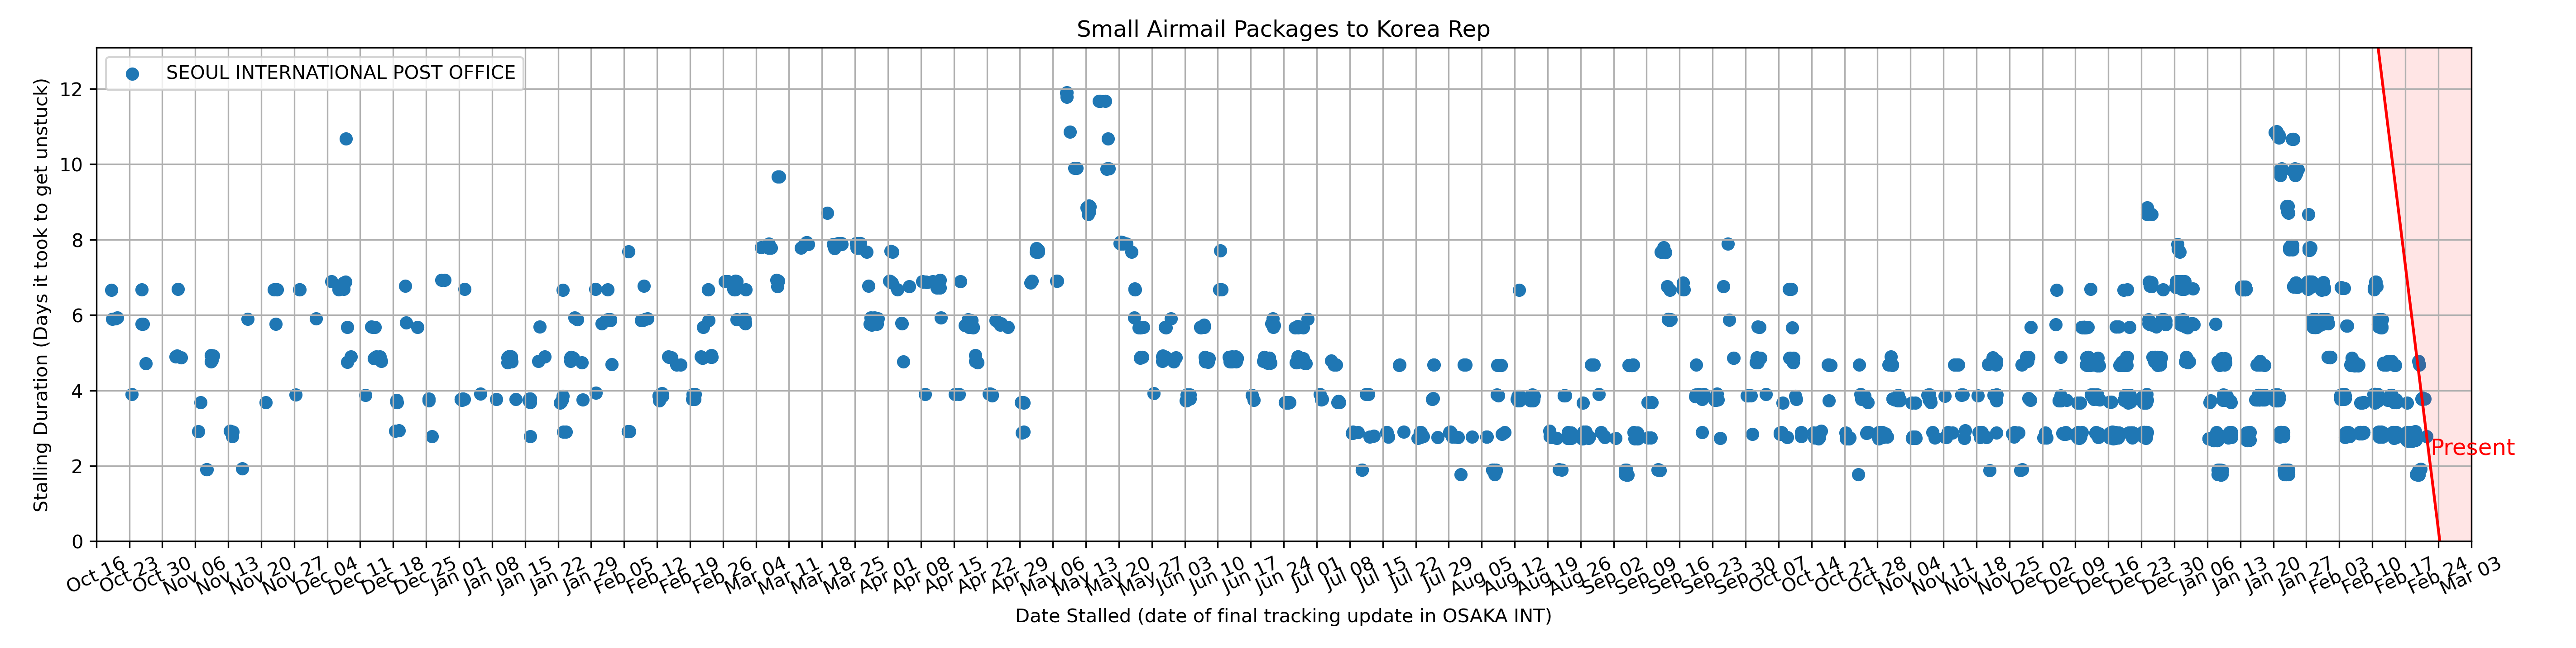 Small Airmail Packages to Korea Rep
SEOUL INTERNATIONAL POST OFFICE
Stalling Duration (Days it took to get unstuck)
12
10
8
6
4
2
0
Present
Oct 16 Oct 23 Oct 30 Nov 06 Nov 13 Nov 20 Nov 27 Dec 04 Dec 11 Dec 18 Dec 25 Jan 01 Jan 08 Jan 15 Jan 22 Jan 29 Feb 05 Feb 12 Feb 19 Feb 26 Mar 04 Mar 11 Mar 18 Mar 25 Apr 01 Apr 08 Apr 15 Apr 22 Apr 29 May 06 May 13 May 20 May 27 Jun 03 Jun 10 Jun 17 Jun 24 Jul 01 Jul 08 Jul 15 Jul 22 Jul 29 Aug 05 Aug 12 Aug 19 Aug 26 Sep 02 Sep 09 Sep 16 Sep 23 Sep 30 Oct 07 Oct 14 Oct 21 Oct 28 Nov 04 Nov 11 Nov 18 Nov 25 Dec 02 Dec 09 Dec 16 Dec 23 Dec 30 Jan 06 Jan 13 Jan 20 Jan 27 Feb 03 Feb 10 Feb 17 Feb 24 Mar 03
Date Stalled (date of final tracking update in OSAKA INT)